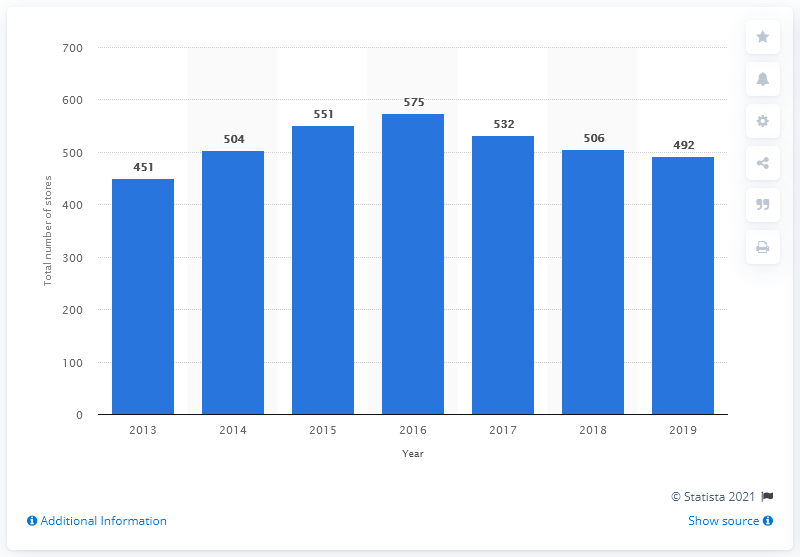 700
600
500
400
300
200
100
0
Total number of stores
451
504
551
575
532
506
492
2013 2014 2015 2016 2017 2018 2019
Year
© Statista 2021
Additional Information
Show source